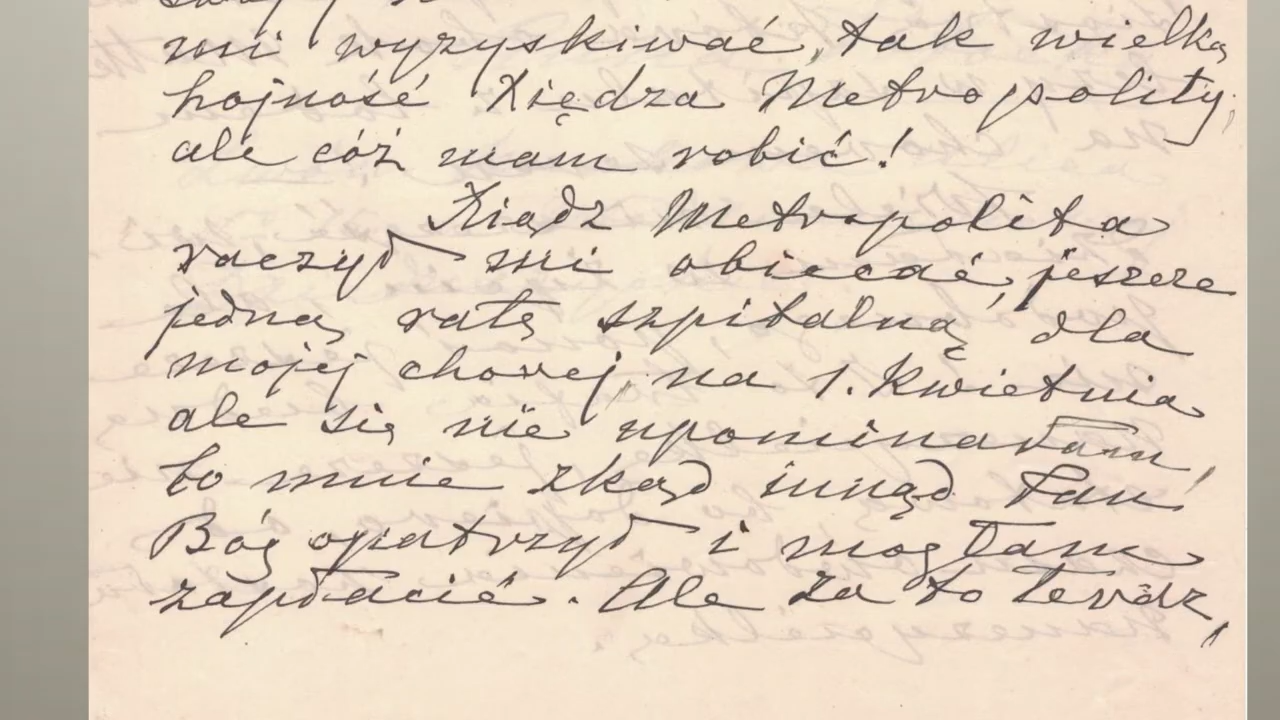 mi wyzyskiwać, tak wielką
hojność Xiędza Metropolity,
ale cóż mam robić!
Xiądz Metropolita
raczył mi obiecać, jeszcze
jedną ratę szpitalną, dla
mojej chorej, na 1. Kwietnia
ale się nie upominałam,
bo mnie zkąd innąd Pan
Bóg opatrzył i mogłam
zapłacić. Ale za to teraz,